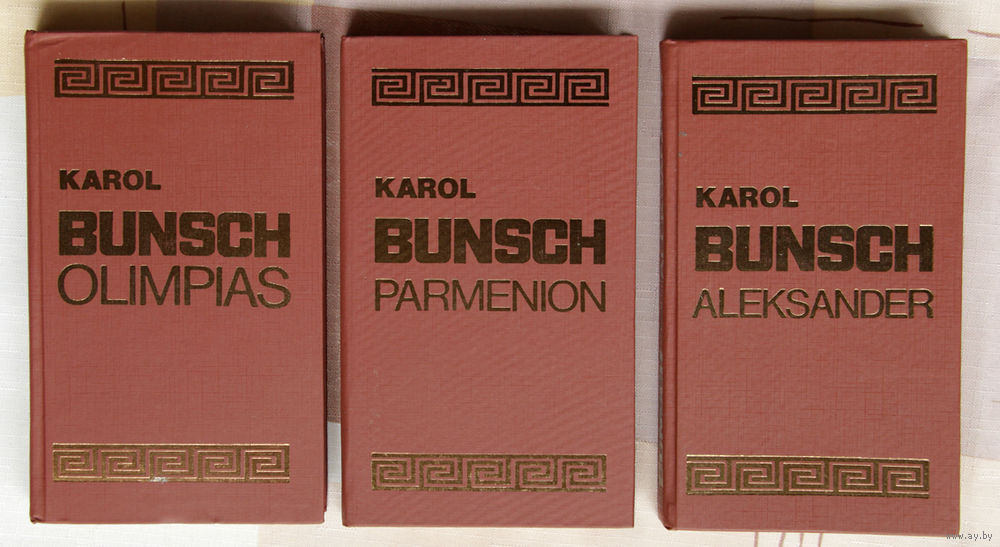 KAROL
BUNSCH
OLIMPIAS
KAROL
BUNSCH
PARMENION
KAROL
BUNSCH
ALEKSANDER
www.ay.by